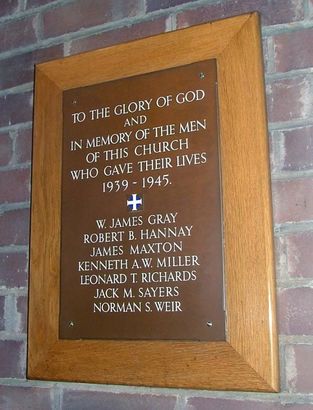 TO THE GLORY OF GOD
AND
IN MEMORY OF THE MEN
OF THIS CHURCH
WHO GAVE THEIR LIVES
1939 - 1945.
W. JAMES GRAY
ROBERT B. HANNAY
JAMES MAXTON
KENNETH A.W. MILLER
LEONARD T. RICHARDS
JACK M. SAYERS
NORMAN S. WEIR